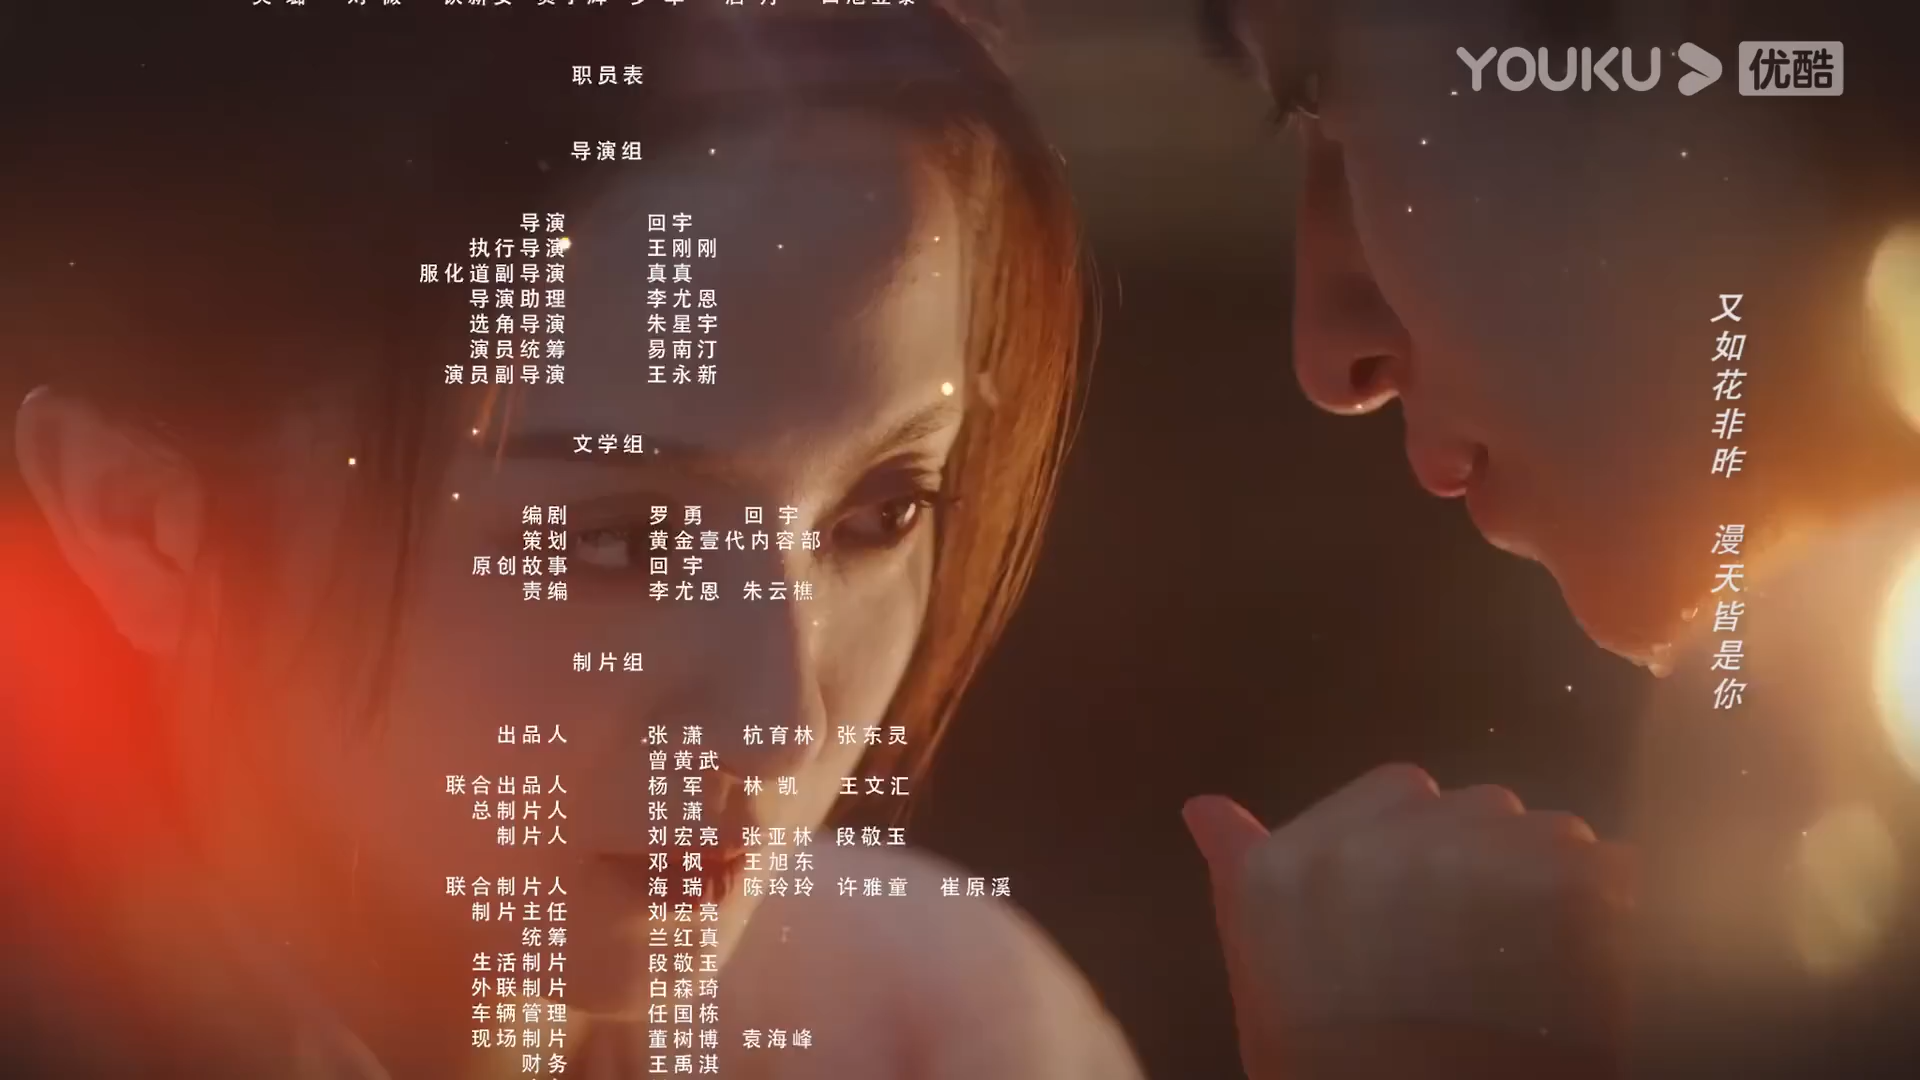 YOUKU 优酷
职员表
导演组
导演 回宇
执行导演 王刚刚
服化道副导演 真真
导演助理 李尤恩
选角导演 朱星宇
演员统筹 易南汀
演员副导演 王永新
文学组
编剧 罗勇 回宇
策划 黄金壹代内容部
原创故事 回宇
责编 李尤恩 朱云樵
制片组
出品人 张潇 杭育林 张东灵
曾黄武
联合出品人 杨军 林凯 王文汇
总制片人 张潇
制片人 刘宏亮 张亚林 段敬玉
邓枫 王旭东
联合制片人 海瑞 陈玲玲 许雅童 崔原溪
制片主任 刘宏亮
统筹 兰红真
生活制片 段敬玉
外联制片 白森琦
车辆管理 任国栋
现场制片 董树博 袁海峰
财务 王禹淇
又如花非昨 漫天皆是你